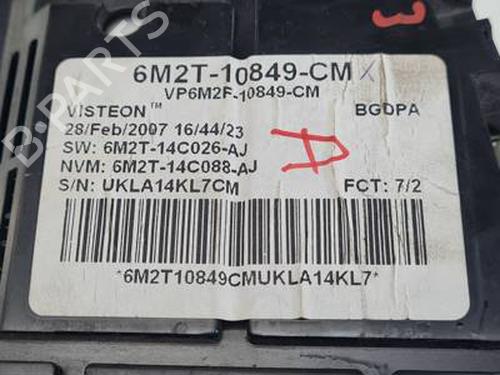 3
6M2T-10849-CM X
VP6M2F-10849-CM
VISTEON™ BGDPA
28/Feb/2007 16/44/23
SW: 6M2T-14C026-AJ
NVM: 6M2T-14C088-AJ
A
S/N: UKLA14KL7CM FCT: 7/2
*6M2T10849CMUKLA14KL7*
B-PARTS